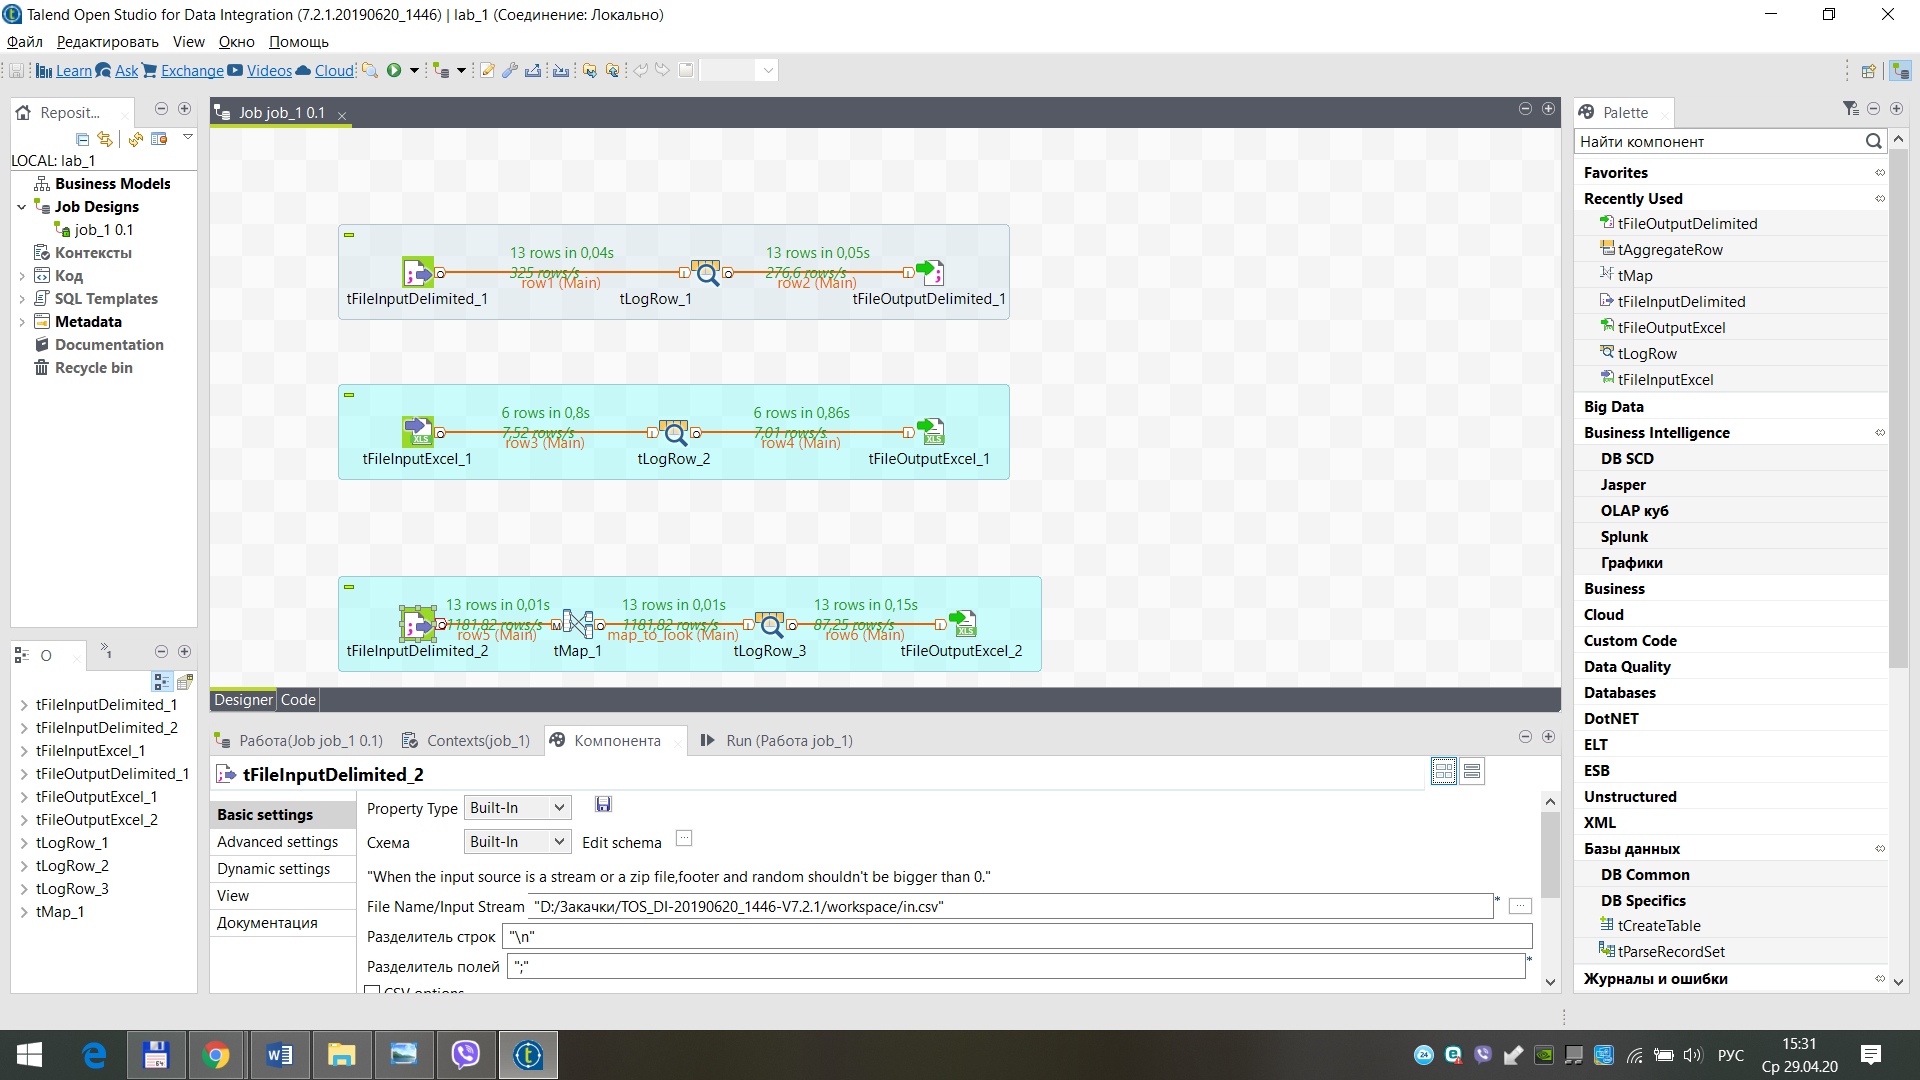 Talend Open Studio for Data Integration (7.2.1.20190620_1446) | lab_1 (Соединение: Локально)
Файл Редактировать View Окно Помощь
Learn Ask Exchange Videos Cloud
Reposit...
LOCAL: lab_1
Business Models
Job Designs
job_1 0.1
Контексты
Код
SQL Templates
Metadata
Documentation
Recycle bin
О
tFileInputDelimited_1
tFileInputDelimited_2
tFileInputExcel_1
tFileOutputDelimited_1
tFileOutputExcel_1
tFileOutputExcel_2
tLogRow_1
tLogRow_2
tLogRow_3
tMap_1
Job job_1 0.1
13 rows in 0,04s
325 rows/s
row1 (Main)
13 rows in 0,05s
276,6 rows/s
row2 (Main)
tFileInputDelimited_1
tLogRow_1
tFileOutputDelimited_1
6 rows in 0,8s
7,52 rows/s
row3 (Main)
6 rows in 0,86s
7,01 rows/s
row4 (Main)
XLS
XLS
tFileInputExcel_1
tLogRow_2
tFileOutputExcel_1
13 rows in 0,01s
1181,82 rows/s
row5 (Main)
13 rows in 0,01s
1181,82 rows/s
map_to_look (Main)
13 rows in 0,15s
87,25 rows/s
row6 (Main)
XLS
tFileInputDelimited_2
tMap_1
tLogRow_3
tFileOutputExcel_2
Designer Code
Работа(Job job_1 0.1) Contexts(job_1) Компонента Run (Работа job_1)
tFileInputDelimited_2
Basic settings
Advanced settings
Dynamic settings
View
Документация
Property Type Built-In
Схема Built-In Edit schema
"When the input source is a stream or a zip file,footer and random shouldn't be bigger than 0."
File Name/Input Stream "D:/Закачки/TOS_DI-20190620_1446-V7.2.1/workspace/in.csv" *
Разделитель строк "\n"
Разделитель полей ";" *
CSV options
Palette
Найти компонент
Favorites
Recently Used
tFileOutputDelimited
tAggregateRow
tMap
tFileInputDelimited
tFileOutputExcel
tLogRow
tFileInputExcel
Big Data
Business Intelligence
DB SCD
Jasper
OLAP куб
Splunk
Графики
Business
Cloud
Custom Code
Data Quality
Databases
DotNET
ELT
ESB
Unstructured
XML
Базы данных
DB Common
DB Specifics
tCreateTable
tParseRecordSet
Журналы и ошибки
РУС
15:31
Ср 29.04.20